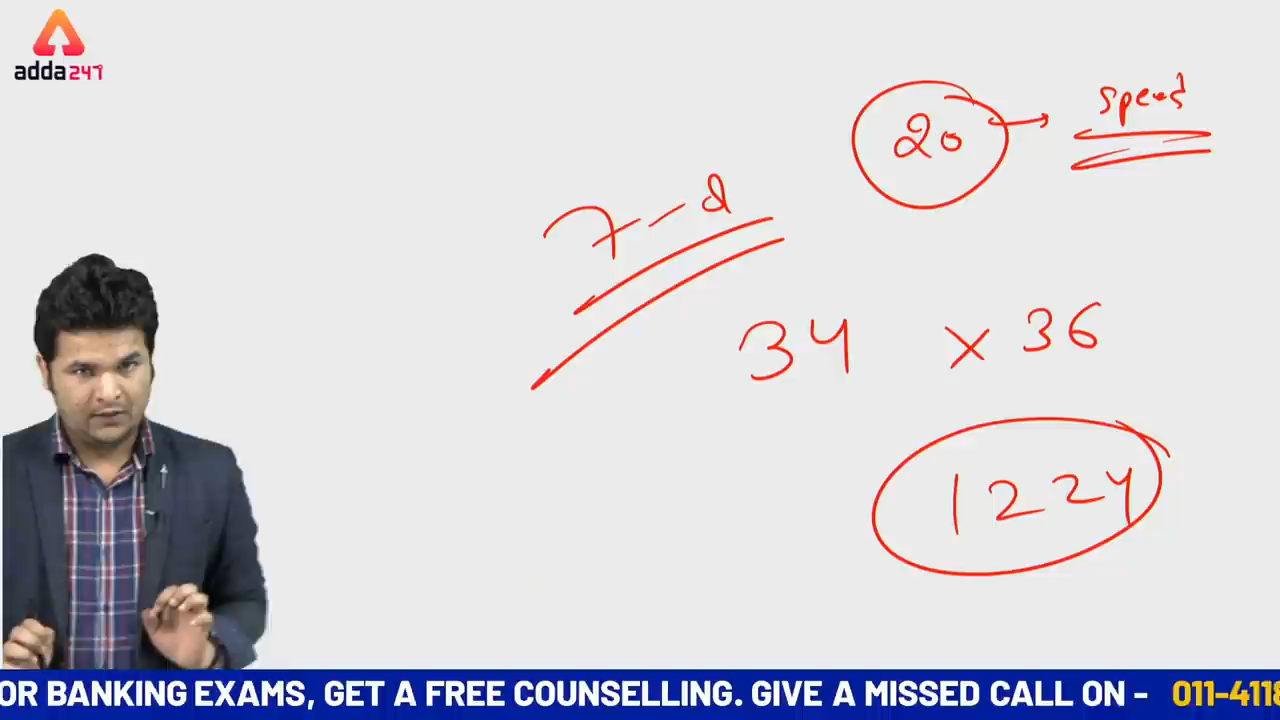 adda247
20 → speed
7-d
34 × 36
1224
OR BANKING EXAMS, GET A FREE COUNSELLING. GIVE A MISSED CALL ON - 011-4118